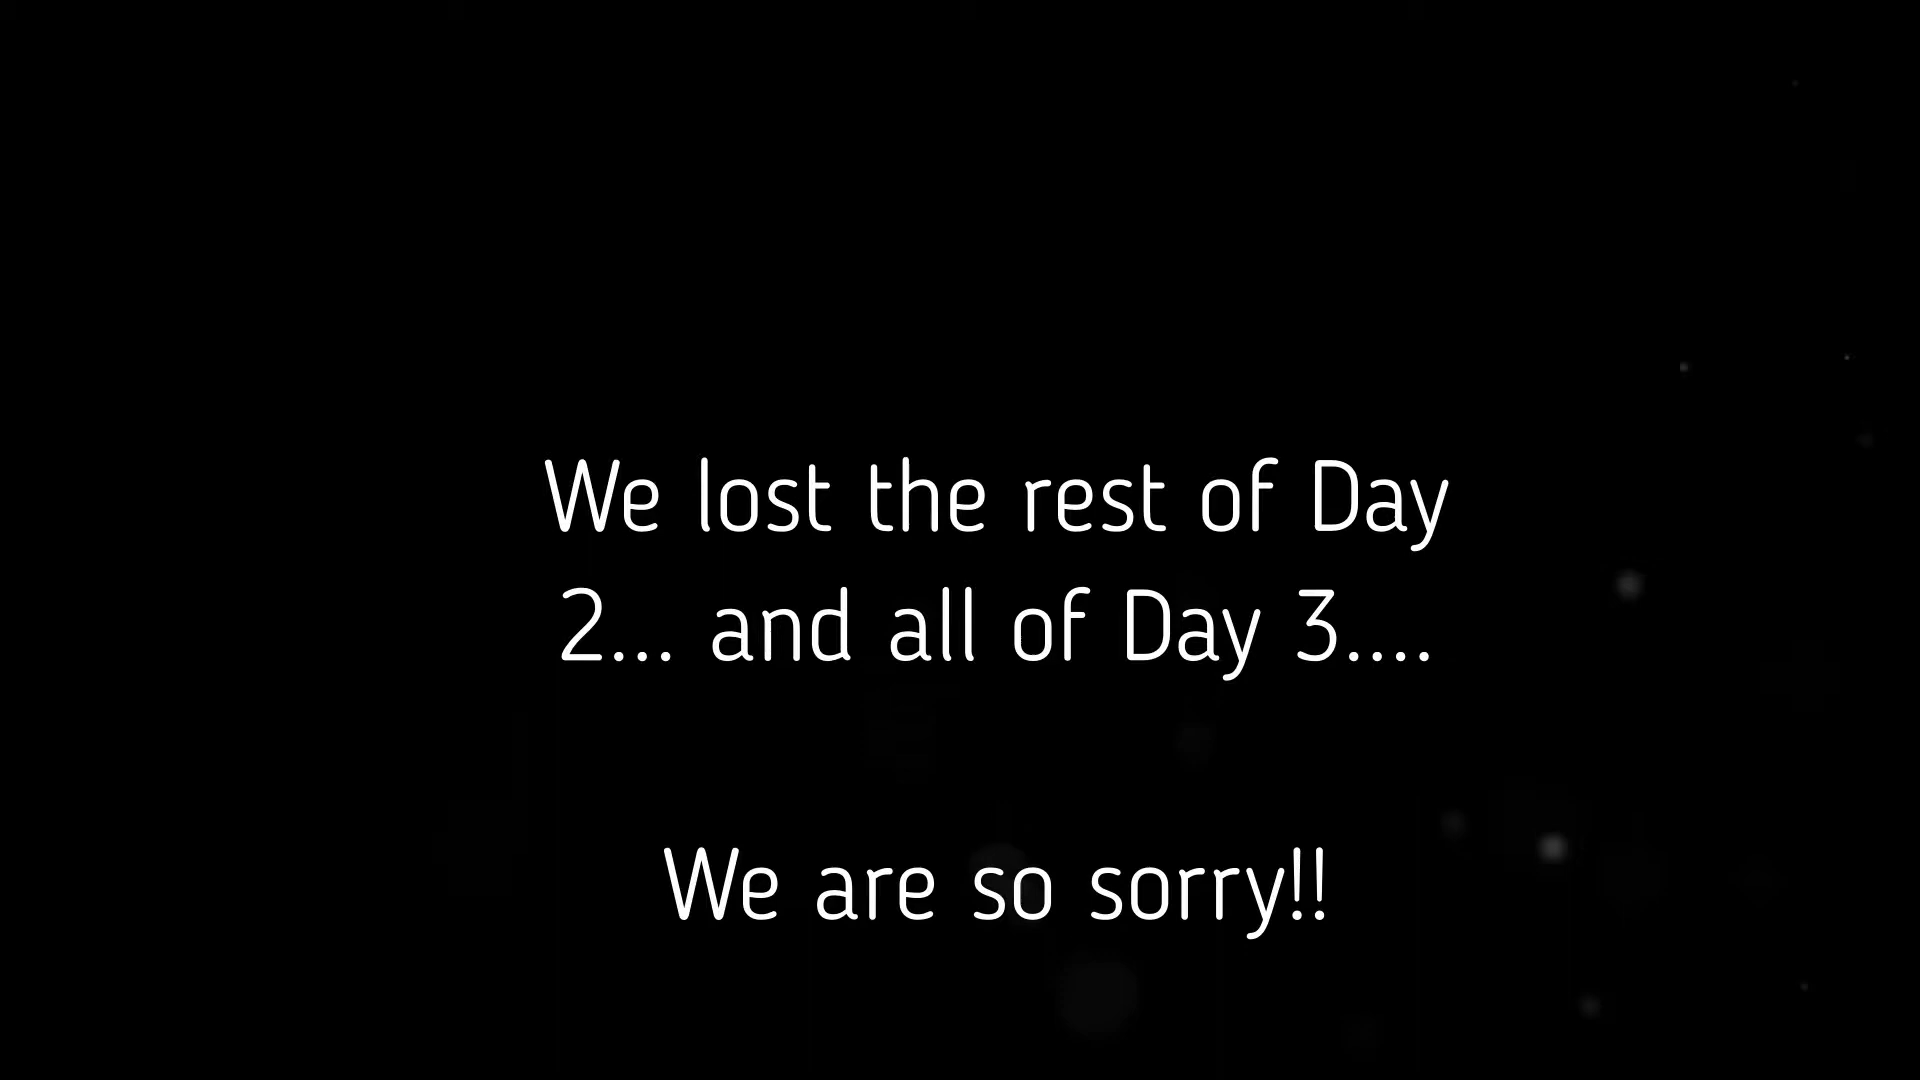 We lost the rest of Day
2... and all of Day 3....
We are so sorry!!